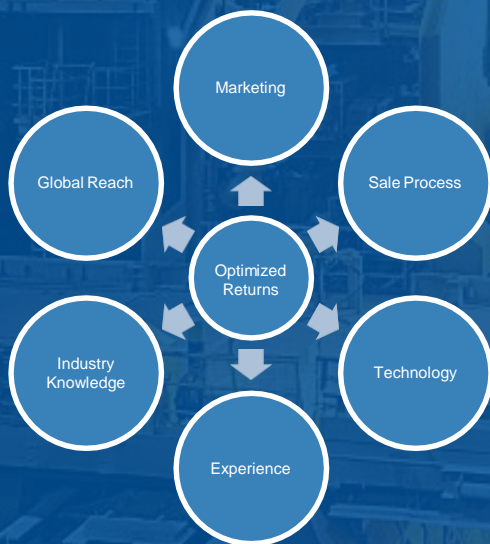 Marketing
Global Reach
Sale Process
Optimized
Returns
Industry
Knowledge
Technology
Experience